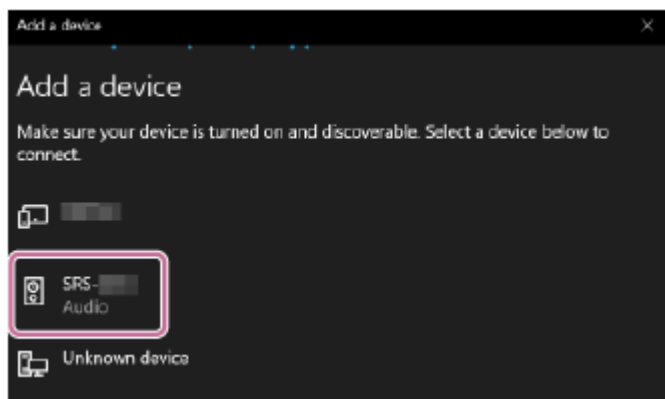 Add a device
Add a device
Make sure your device is turned on and discoverable. Select a device below to
connect.
SRS-
Audio
Unknown device